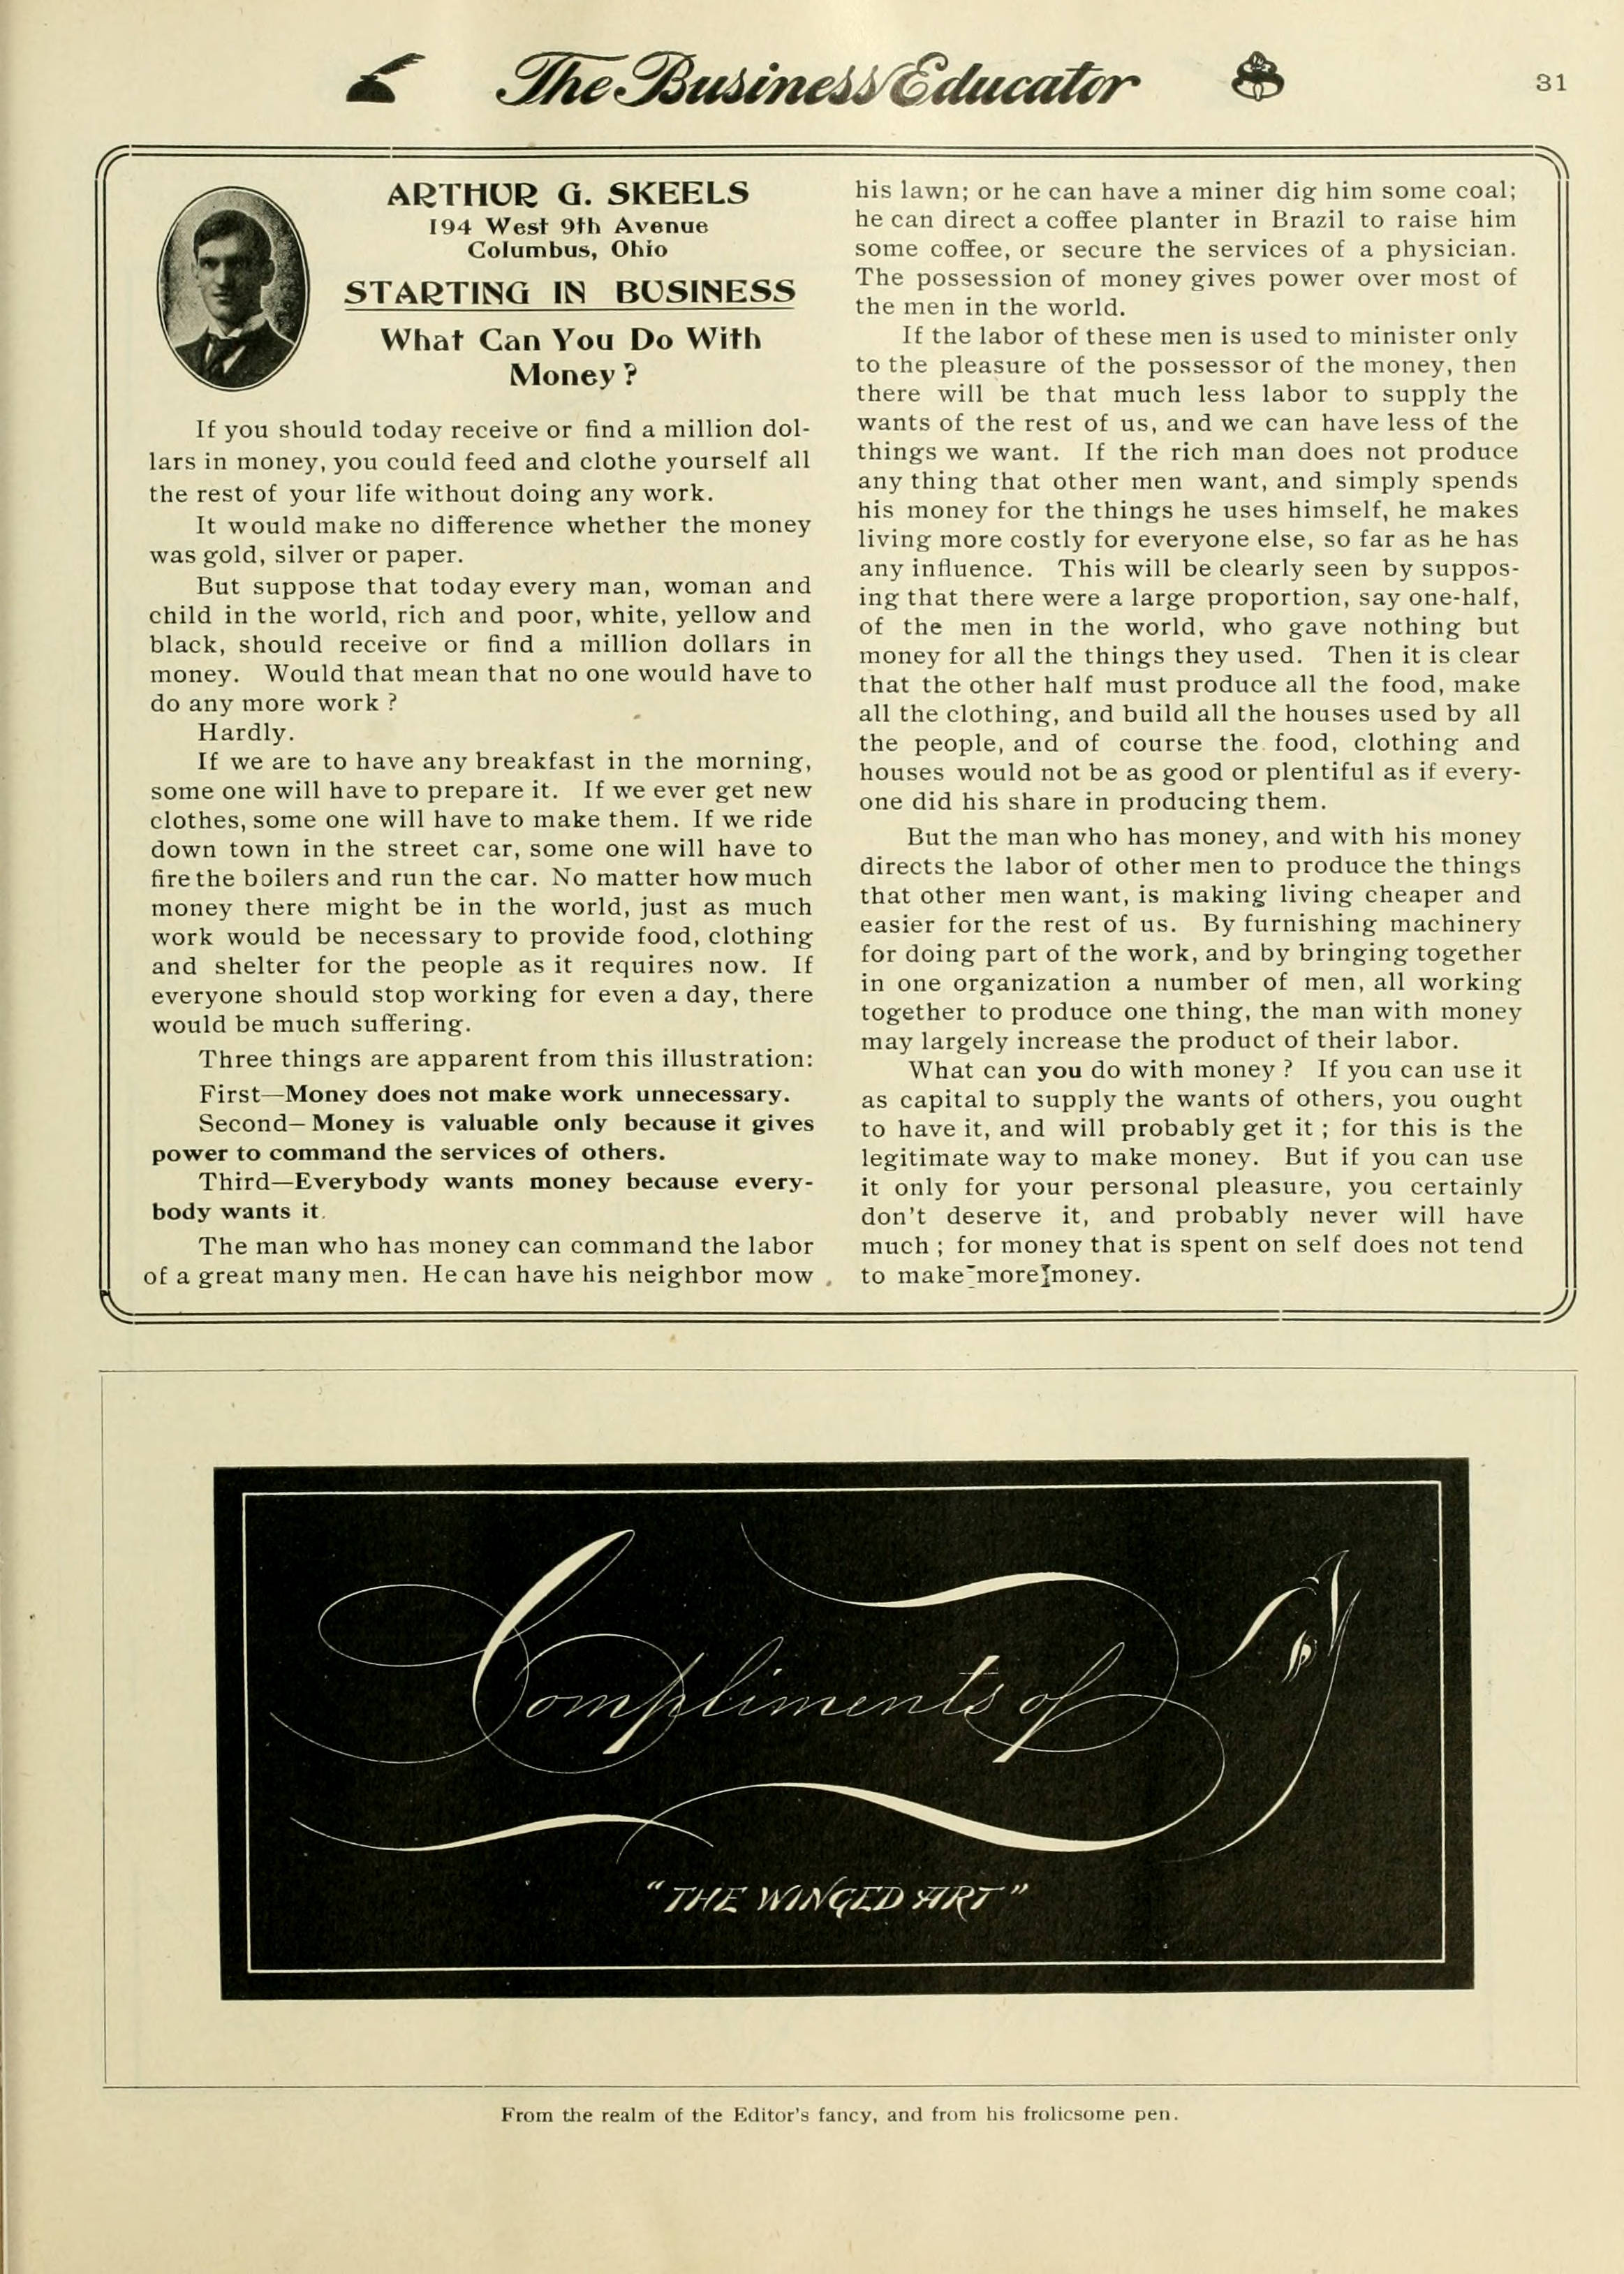 The Business Educator
31
ARTHUR G. SKEELS
194 West 9th Avenue
Columbus, Ohio
STARTING IN BUSINESS
What Can You Do With
Money ?
If you should today receive or find a million dol-
lars in money, you could feed and clothe yourself all
the rest of your life without doing any work.
It would make no difference whether the money
was gold, silver or paper.
But suppose that today every man, woman and
child in the world, rich and poor, white, yellow and
black, should receive or find a million dollars in
money. Would that mean that no one would have to
do any more work ?
Hardly.
If we are to have any breakfast in the morning,
some one will have to prepare it. If we ever get new
clothes, some one will have to make them. If we ride
down town in the street car, some one will have to
fire the boilers and run the car. No matter how much
money there might be in the world, just as much
work would be necessary to provide food, clothing
and shelter for the people as it requires now. If
everyone should stop working for even a day, there
would be much suffering.
Three things are apparent from this illustration:
First—Money does not make work unnecessary.
Second—Money is valuable only because it gives
power to command the services of others.
Third—Everybody wants money because every-
body wants it.
The man who has money can command the labor
of a great many men. He can have his neighbor mow
his lawn; or he can have a miner dig him some coal;
he can direct a coffee planter in Brazil to raise him
some coffee, or secure the services of a physician.
The possession of money gives power over most of
the men in the world.
If the labor of these men is used to minister only
to the pleasure of the possessor of the money, then
there will be that much less labor to supply the
wants of the rest of us, and we can have less of the
things we want. If the rich man does not produce
any thing that other men want, and simply spends
his money for the things he uses himself, he makes
living more costly for everyone else, so far as he has
any influence. This will be clearly seen by suppos-
ing that there were a large proportion, say one-half,
of the men in the world, who gave nothing but
money for all the things they used. Then it is clear
that the other half must produce all the food, make
all the clothing, and build all the houses used by all
the people, and of course the food, clothing and
houses would not be as good or plentiful as if every-
one did his share in producing them.
But the man who has money, and with his money
directs the labor of other men to produce the things
that other men want, is making living cheaper and
easier for the rest of us. By furnishing machinery
for doing part of the work, and by bringing together
in one organization a number of men, all working
together to produce one thing, the man with money
may largely increase the product of their labor.
What can you do with money ? If you can use it
as capital to supply the wants of others, you ought
to have it, and will probably get it ; for this is the
legitimate way to make money. But if you can use
it only for your personal pleasure, you certainly
don't deserve it, and probably never will have
much ; for money that is spent on self does not tend
to make more money.
Compliments of
"THE WINGED ART"
From the realm of the Editor's fancy, and from his frolicsome pen.